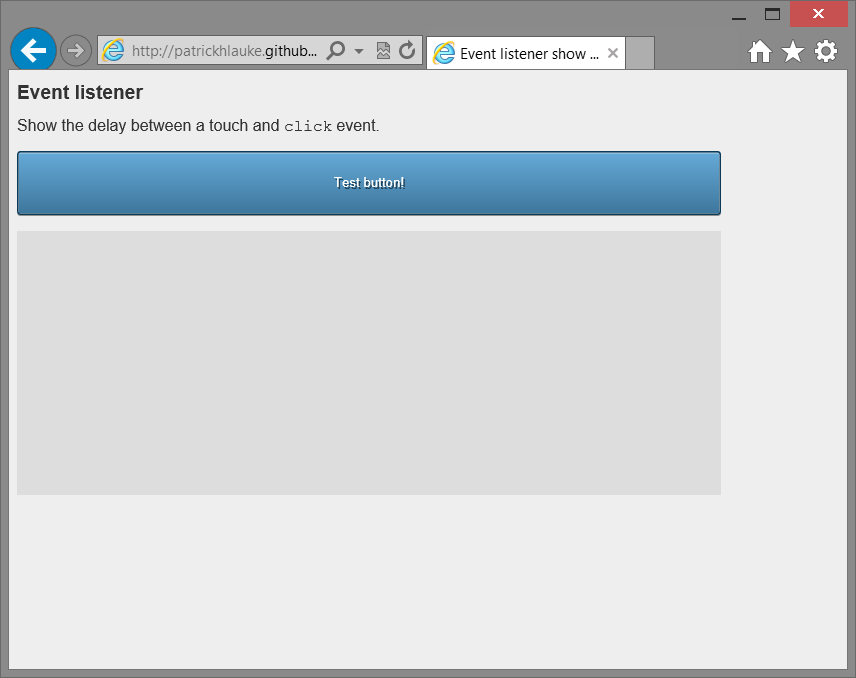 http://patrickhlauke.github...
Event listener show ...
Event listener
Show the delay between a touch and click event.
Test button!